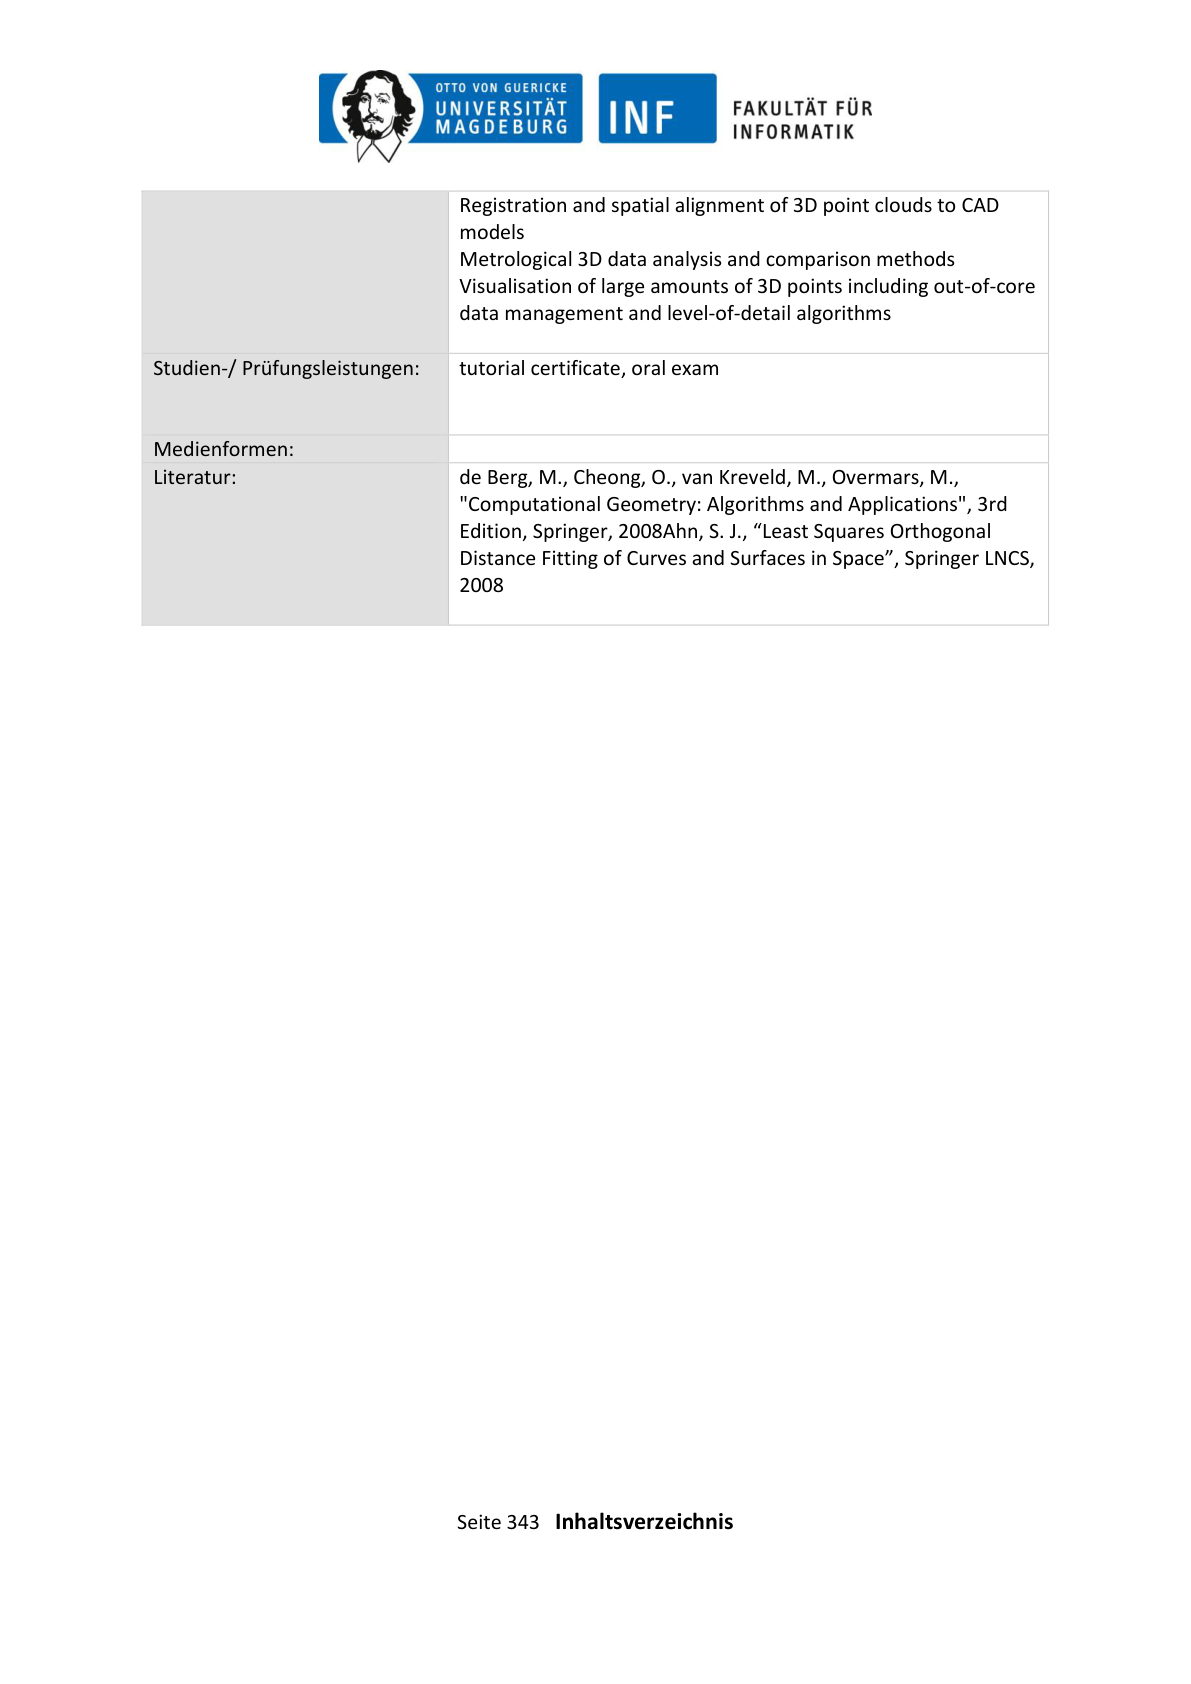 OTTO VON GUERICKE
UNIVERSITÄT
MAGDEBURG
INF
FAKULTÄT FÜR
INFORMATIK
Registration and spatial alignment of 3D point clouds to CAD
models
Metrological 3D data analysis and comparison methods
Visualisation of large amounts of 3D points including out-of-core
data management and level-of-detail algorithms
Studien-/ Prüfungsleistungen:
tutorial certificate, oral exam
Medienformen:
Literatur:
de Berg, M., Cheong, O., van Kreveld, M., Overmars, M.,
"Computational Geometry: Algorithms and Applications", 3rd
Edition, Springer, 2008Ahn, S. J., “Least Squares Orthogonal
Distance Fitting of Curves and Surfaces in Space”, Springer LNCS,
2008
Seite 343 Inhaltsverzeichnis